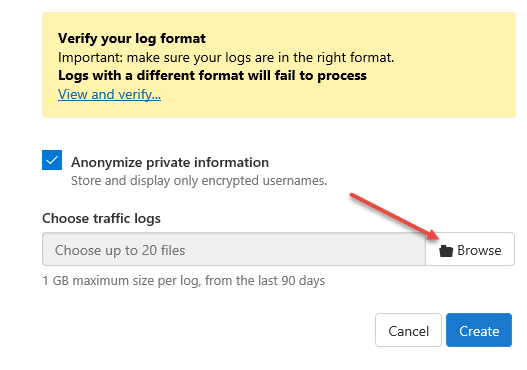 Verify your log format
Important: make sure your logs are in the right format.
Logs with a different format will fail to process
View and verify...
Anonymize private information
Store and display only encrypted usernames.
Choose traffic logs
Choose up to 20 files
Browse
1 GB maximum size per log, from the last 90 days
Cancel
Create